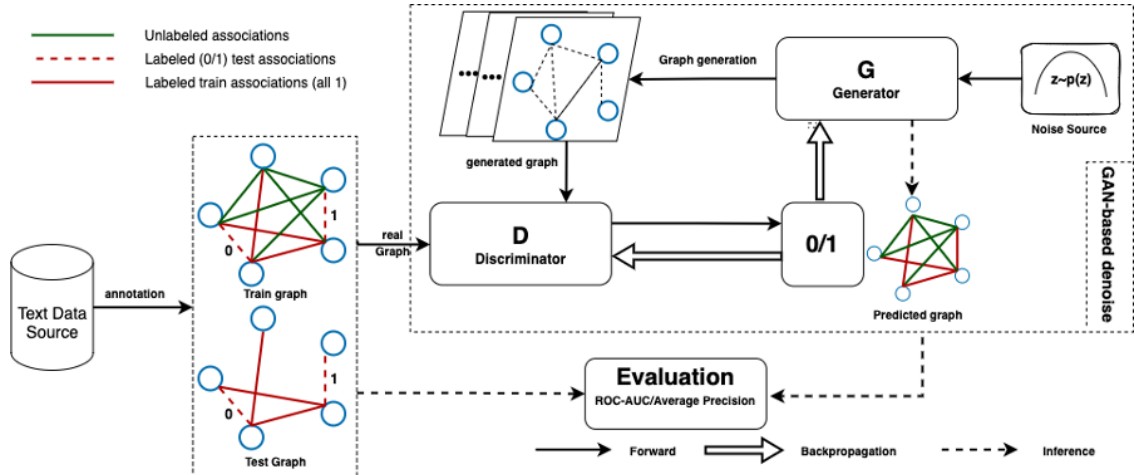 Unlabeled associations
Labeled (0/1) test associations
Labeled train associations (all 1)
Graph generation
G
Generator
z~p(z)
Noise Source
generated graph
GAN-based denoise
1
0
Train graph
real
Graph
D
Discriminator
0/1
Predicted graph
annotation
Text Data
Source
1
0
Test Graph
Evaluation
ROC-AUC/Average Precision
Forward
Backpropagation
Inference